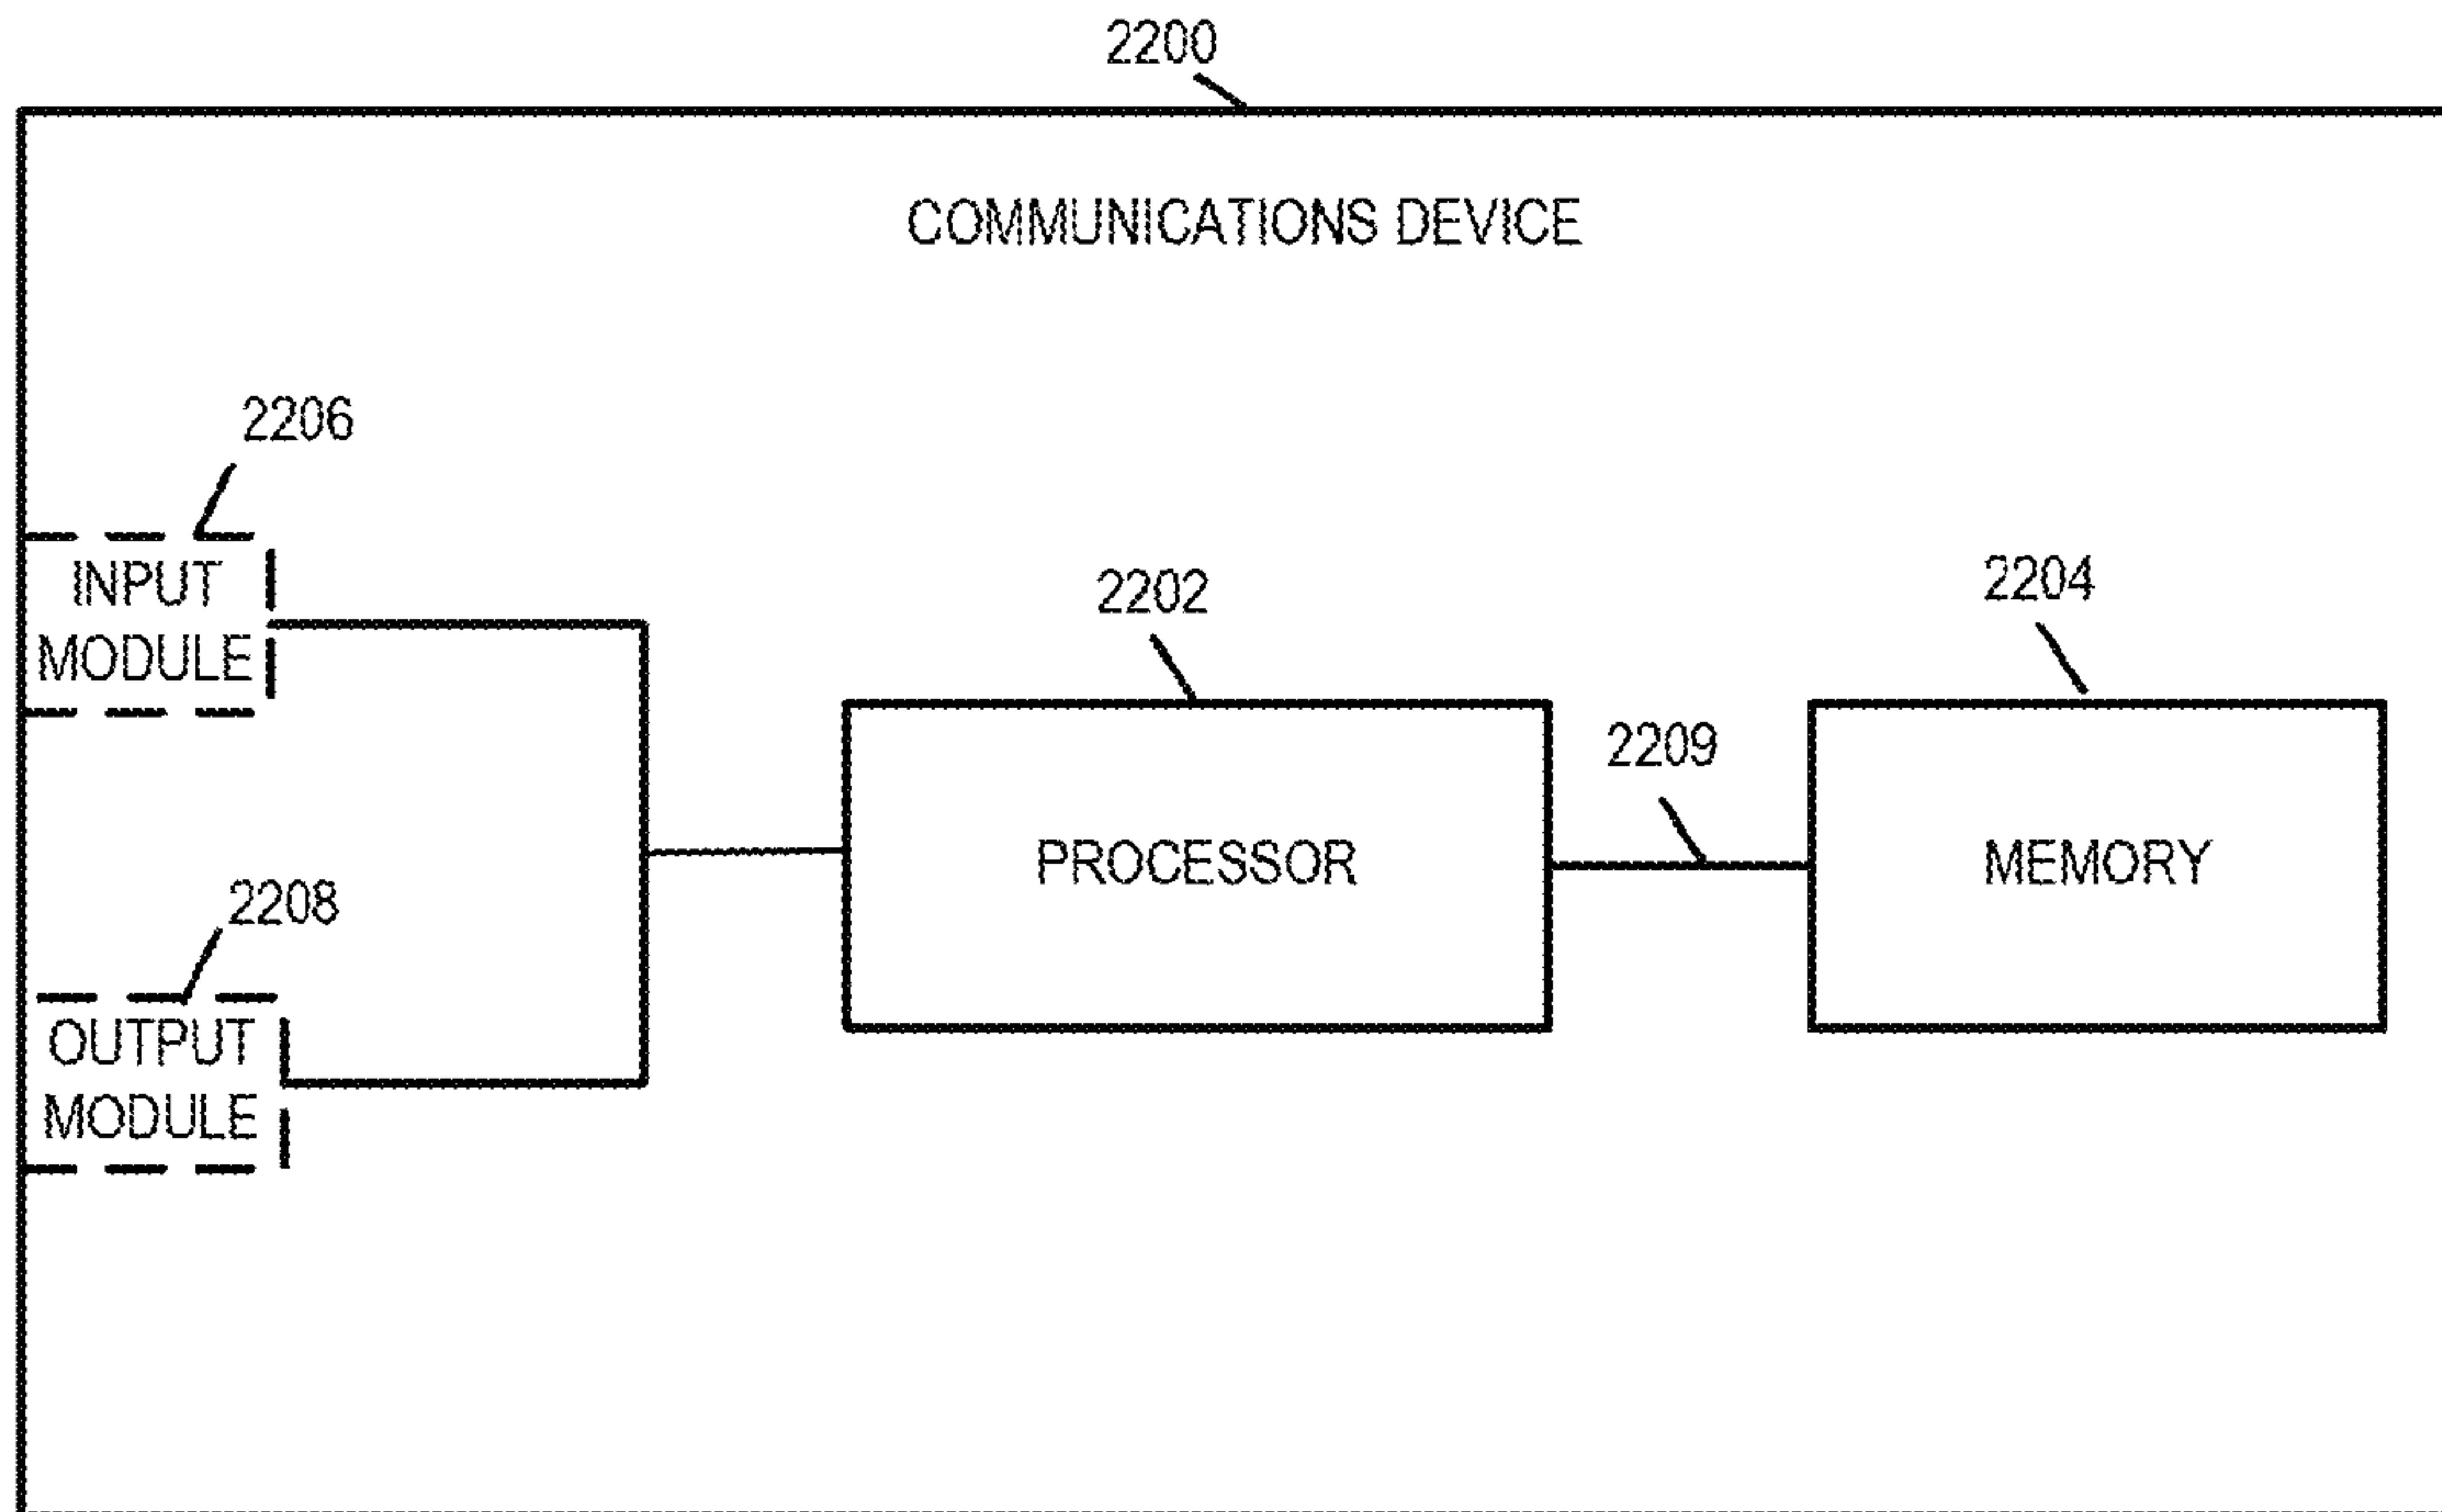 2200
COMMUNICATIONS DEVICE
2206
INPUT
MODULE
2202
2204
2209
PROCESSOR
MEMORY
2208
OUTPUT
MODULE